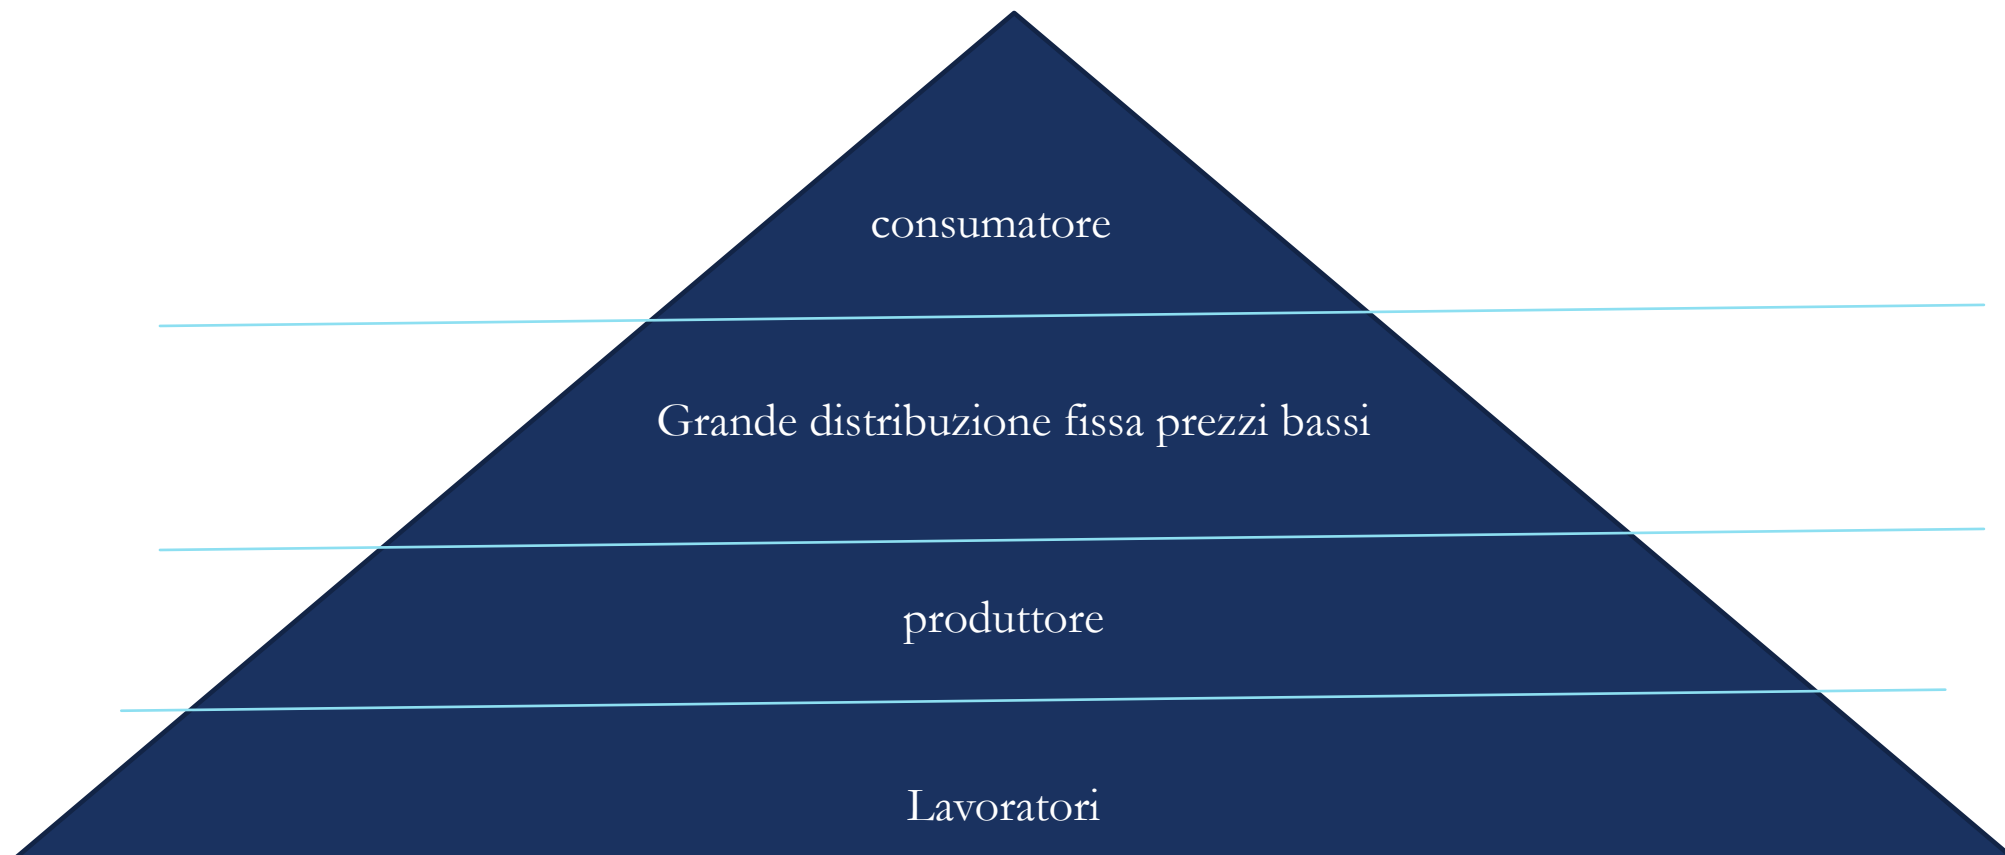 consumatore
Grande distribuzione fissa prezzi bassi
produttore
Lavoratori